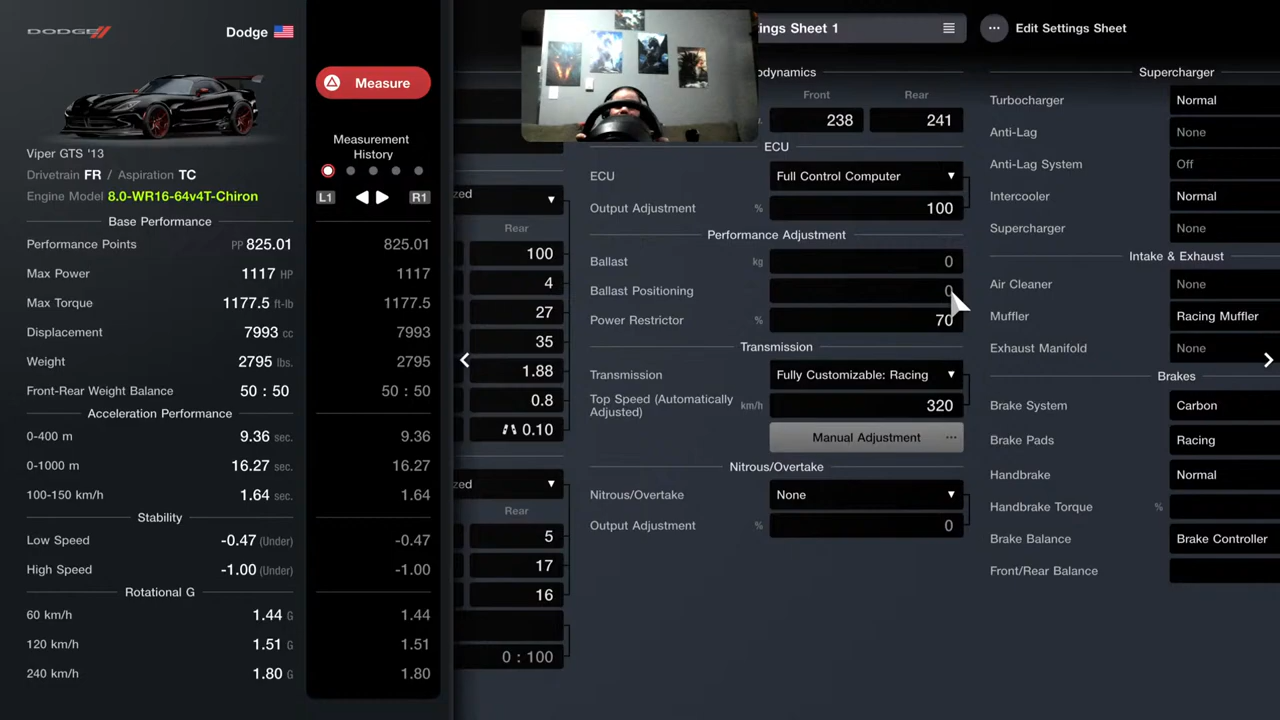 DODGE
Dodge
Viper GTS '13
Drivetrain FR / Aspiration TC
Engine Model 8.0-WR16-64v4T-Chiron
Base Performance
Performance Points PP 825.01
Max Power 1117 HP
Max Torque 1177.5 ft-lb
Displacement 7993 cc
Weight 2795 lbs.
Front-Rear Weight Balance 50 : 50
Acceleration Performance
0-400 m 9.36 sec.
0-1000 m 16.27 sec.
100-150 km/h 1.64 sec.
Stability
Low Speed -0.47 (Under)
High Speed -1.00 (Under)
Rotational G
60 km/h 1.44 G
120 km/h 1.51 G
240 km/h 1.80 G
Measure
Measurement
History
L1 R1
825.01
1117
1177.5
7993
2795
50 : 50
9.36
16.27
1.64
-0.47
-1.00
1.44
1.51
1.80
zed
Rear
100
4
27
35
1.88
0.8
0.10
zed
Rear
5
17
16
0 : 100
tings Sheet 1
Edit Settings Sheet
odynamics
Front Rear
238 241
ECU
ECU Full Control Computer
Output Adjustment % 100
Performance Adjustment
Ballast kg 0
Ballast Positioning 0
Power Restrictor % 70
Transmission
Transmission Fully Customizable: Racing
Top Speed (Automatically
Adjusted) km/h 320
Manual Adjustment
Nitrous/Overtake
Nitrous/Overtake None
Output Adjustment % 0
Supercharger
Turbocharger Normal
Anti-Lag None
Anti-Lag System Off
Intercooler Normal
Supercharger None
Intake & Exhaust
Air Cleaner None
Muffler Racing Muffler
Exhaust Manifold None
Brakes
Brake System Carbon
Brake Pads Racing
Handbrake Normal
Handbrake Torque %
Brake Balance Brake Controller
Front/Rear Balance